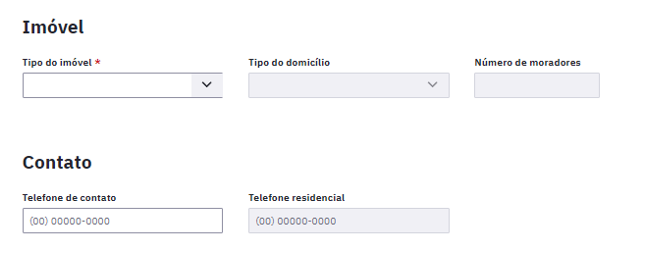 Imóvel
Tipo do imóvel * Tipo do domicílio Número de moradores
Contato
Telefone de contato Telefone residencial
(00) 00000-0000 (00) 00000-0000